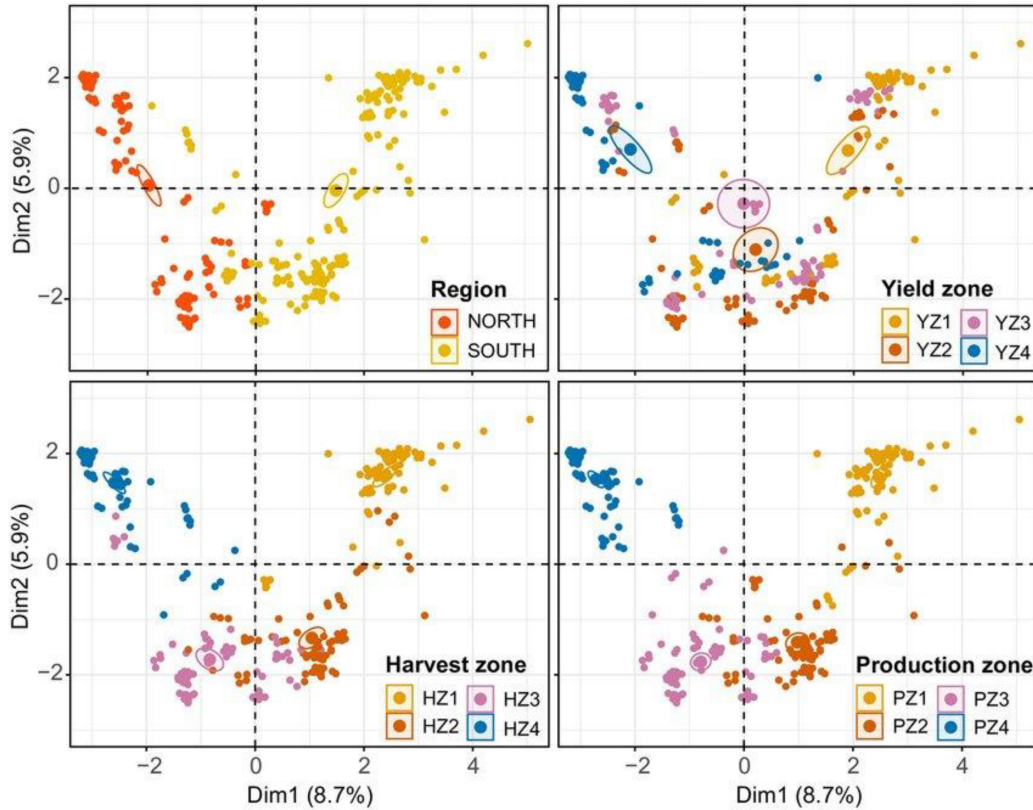 2
0
−2
Dim2 (5.9%)
Region
NORTH
SOUTH
Yield zone
YZ1 YZ3
YZ2 YZ4
2
0
−2
Dim2 (5.9%)
Harvest zone
HZ1 HZ3
HZ2 HZ4
Production zone
PZ1 PZ3
PZ2 PZ4
−2 0 2 4
−2 0 2 4
Dim1 (8.7%)
Dim1 (8.7%)